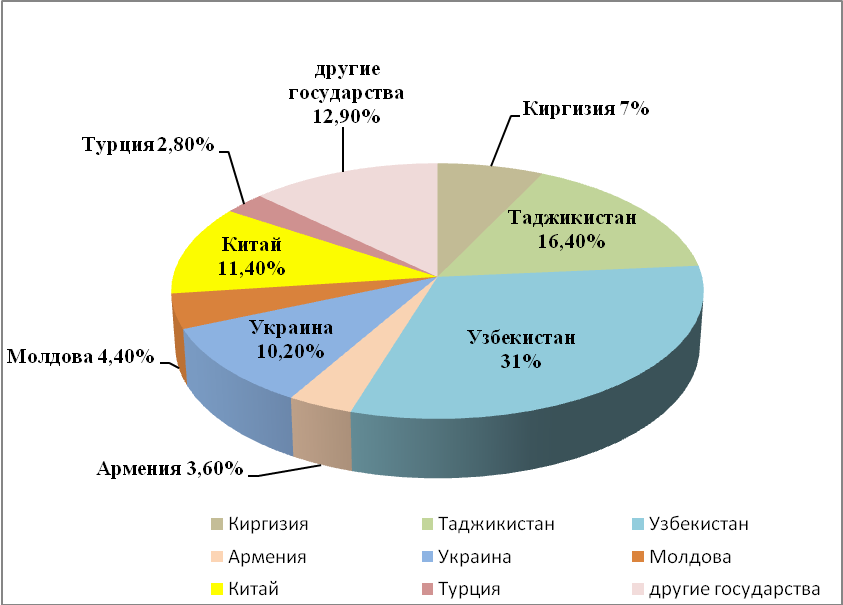 другие
государства
12,90%
Киргизия 7%
Турция 2,80%
Таджикистан
16,40%
Китай
11,40%
Украина
10,20%
Узбекистан
31%
Молдова 4,40%
Армения 3,60%
Киргизия
Таджикистан
Узбекистан
Армения
Украина
Молдова
Китай
Турция
другие государства